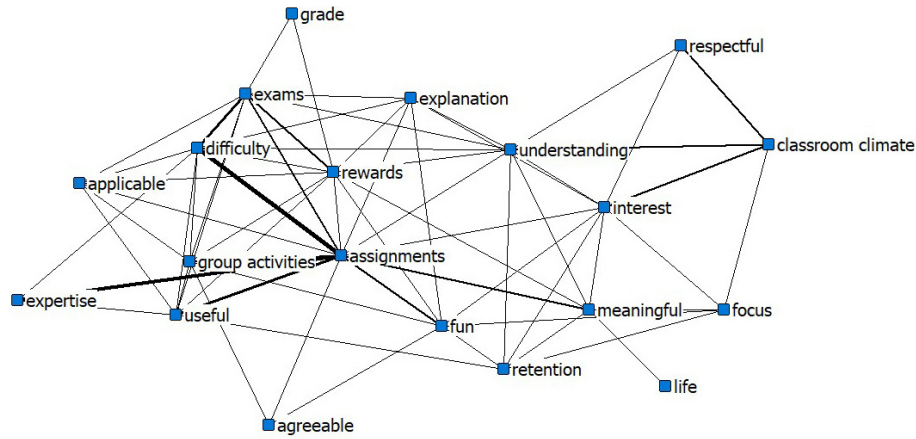 grade
respectful
exams
explanation
difficulty
understanding
classroom climate
rewards
applicable
interest
assignments
group activities
expertise
useful
meaningful
focus
fun
retention
life
agreeable